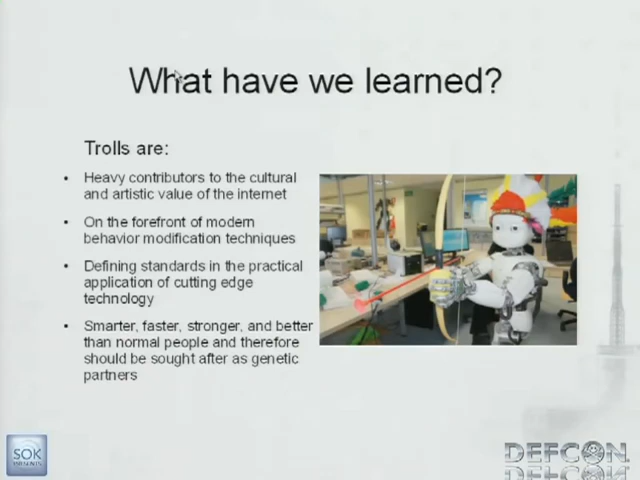 What have we learned?
Trolls are:
• Heavy contributors to the cultural
and artistic value of the internet
• On the forefront of modern
behavior modification techniques
• Defining standards in the practical
application of cutting edge
technology
• Smarter, faster, stronger, and better
than normal people and therefore
should be sought after as genetic
partners
SOK
PRESENTS
DEFCON